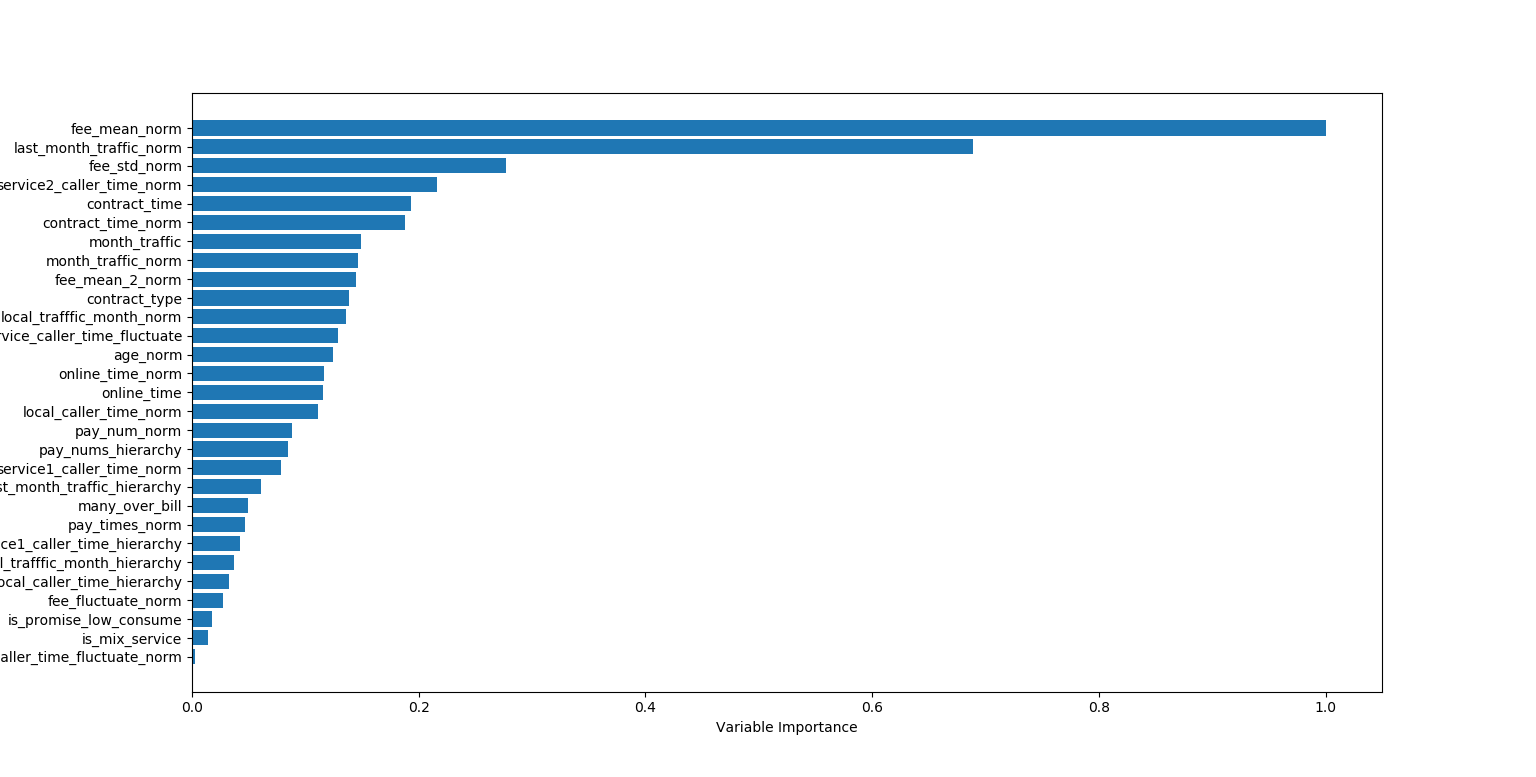 fee_mean_norm
last_month_traffic_norm
fee_std_norm
service2_caller_time_norm
contract_time
contract_time_norm
month_traffic
month_traffic_norm
fee_mean_2_norm
contract_type
local_trafffic_month_norm
rvice_caller_time_fluctuate
age_norm
online_time_norm
online_time
local_caller_time_norm
pay_num_norm
pay_nums_hierarchy
service1_caller_time_norm
st_month_traffic_hierarchy
many_over_bill
pay_times_norm
ce1_caller_time_hierarchy
l_trafffic_month_hierarchy
ocal_caller_time_hierarchy
fee_fluctuate_norm
is_promise_low_consume
is_mix_service
aller_time_fluctuate_norm
0.0 0.2 0.4 0.6 0.8 1.0
Variable Importance